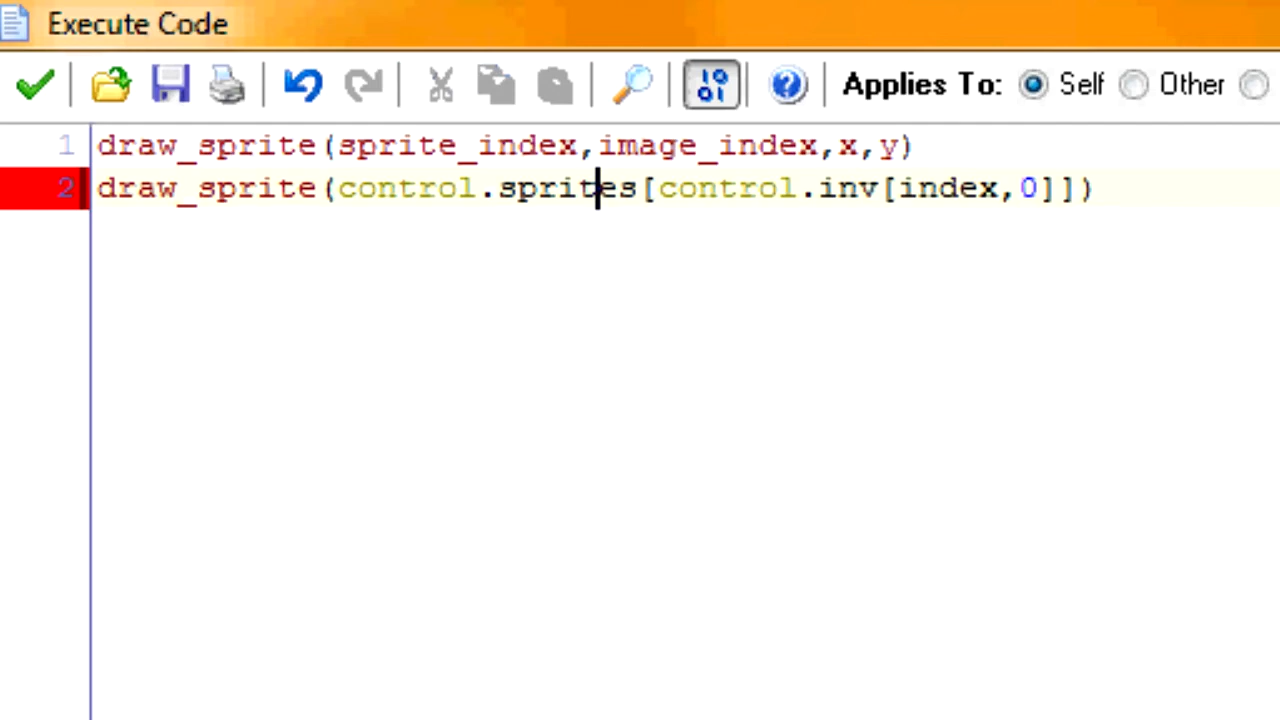 Execute Code
Applies To: Self Other
1 draw_sprite(sprite_index,image_index,x,y)
2 draw_sprite(control.sprites[control.inv[index,0]])